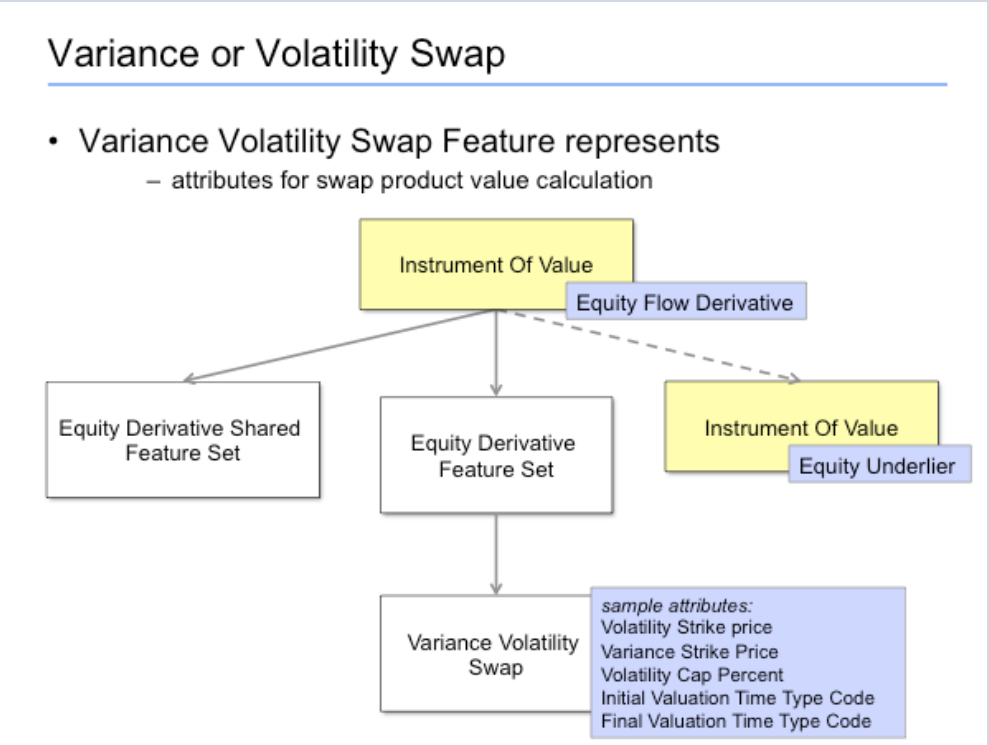 Variance or Volatility Swap
• Variance Volatility Swap Feature represents
– attributes for swap product value calculation
Instrument Of Value
Equity Flow Derivative
Equity Derivative Shared
Feature Set
Equity Derivative
Feature Set
Instrument Of Value
Equity Underlier
Variance Volatility
Swap
sample attributes:
Volatility Strike price
Variance Strike Price
Volatility Cap Percent
Initial Valuation Time Type Code
Final Valuation Time Type Code